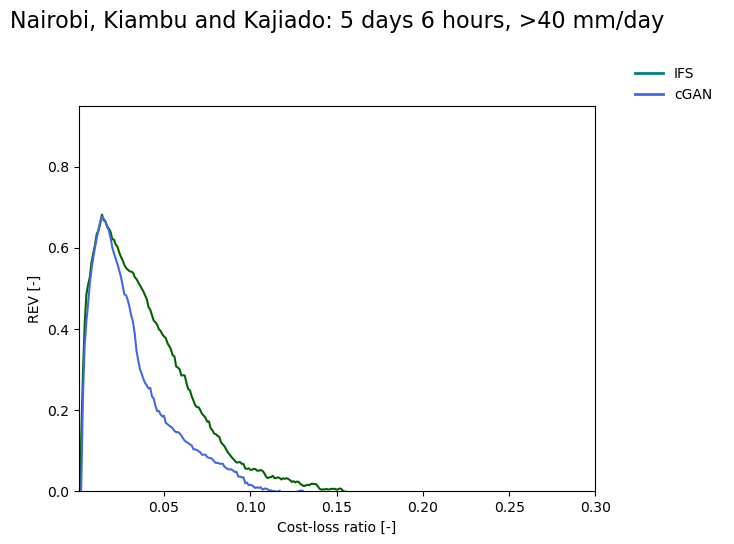 Nairobi, Kiambu and Kajiado: 5 days 6 hours, >40 mm/day
IFS
cGAN
0.8
0.6
0.4
0.2
0.0
REV [-]
0.05 0.10 0.15 0.20 0.25 0.30
Cost-loss ratio [-]